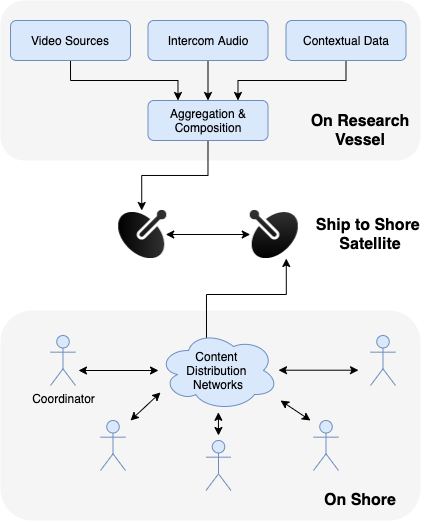 Video Sources
Intercom Audio
Contextual Data
Aggregation &
Composition
On Research
Vessel
Ship to Shore
Satellite
Content
Distribution
Networks
Coordinator
On Shore